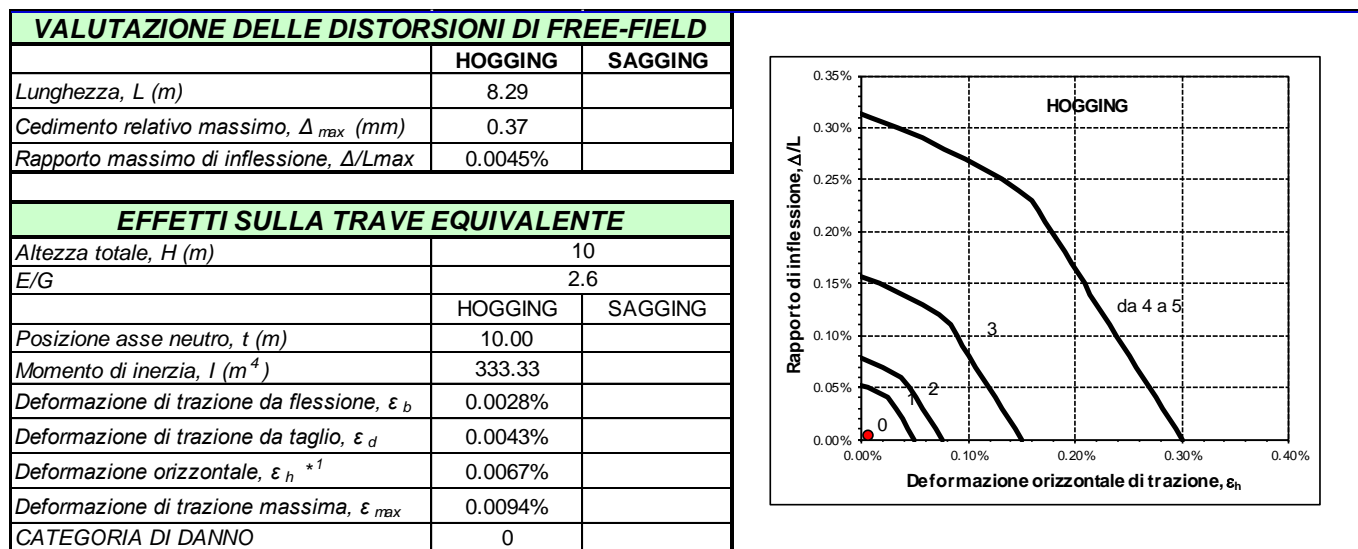 VALUTAZIONE DELLE DISTORSIONI DI FREE-FIELD
HOGGING SAGGING
Lunghezza, L (m) 8.29
Cedimento relativo massimo, Δ max (mm) 0.37
Rapporto massimo di inflessione, Δ/Lmax 0.0045%
EFFETTI SULLA TRAVE EQUIVALENTE
Altezza totale, H (m) 10
E/G 2.6
HOGGING SAGGING
Posizione asse neutro, t (m) 10.00
Momento di inerzia, I (m⁴) 333.33
Deformazione di trazione da flessione, ε b 0.0028%
Deformazione di trazione da taglio, ε d 0.0043%
Deformazione orizzontale, ε h *¹ 0.0067%
Deformazione di trazione massima, ε max 0.0094%
CATEGORIA DI DANNO 0
HOGGING
Rapporto di inflessione, Δ/L
0.35%
0.30%
0.25%
0.20%
0.15%
0.10%
0.05%
0.00%
da 4 a 5
3
2
1
0
0.00% 0.10% 0.20% 0.30% 0.40%
Deformazione orizzontale di trazione, εh